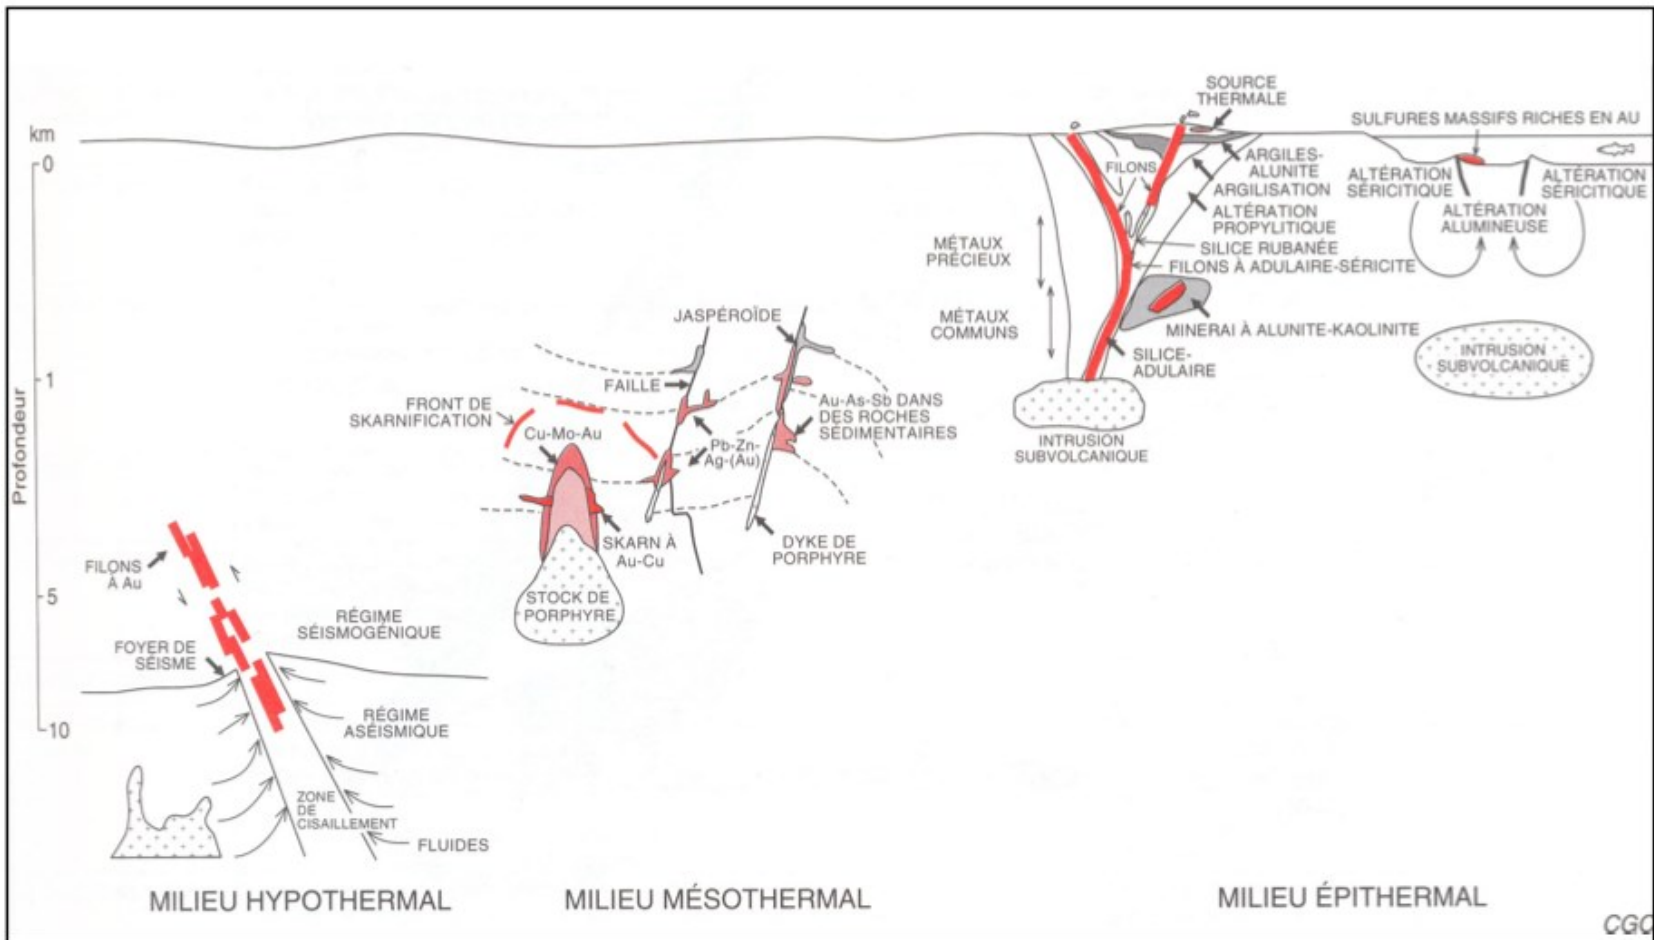 SOURCE
THERMALE
SULFURES MASSIFS RICHES EN AU
km
0
FILONS
ARGILES-
ALUNITE
ARGILISATION
ALTÉRATION
PROPYLITIQUE
SILICE RUBANÉE
FILONS À ADULAIRE-SÉRICITE
ALTÉRATION
SÉRICITIQUE
ALTÉRATION
SÉRICITIQUE
ALTÉRATION
ALUMINEUSE
MÉTAUX
PRÉCIEUX
MÉTAUX
COMMUNS
MINERAI À ALUNITE-KAOLINITE
SILICE-
ADULAIRE
INTRUSION
SUBVOLCANIQUE
INTRUSION
SUBVOLCANIQUE
JASPÉROÏDE
1
FAILLE
FRONT DE
SKARNIFICATION
Cu-Mo-Au
Pb-Zn-
Ag-(Au)
Au-As-Sb DANS
DES ROCHES
SÉDIMENTAIRES
Profondeur
SKARN À
Au-Cu
DYKE DE
PORPHYRE
STOCK DE
PORPHYRE
FILONS
À Au
5
RÉGIME
SÉISMOGÉNIQUE
FOYER DE
SÉISME
RÉGIME
ASÉISMIQUE
10
ZONE
DE
CISAILLEMENT
FLUIDES
MILIEU HYPOTHERMAL
MILIEU MÉSOTHERMAL
MILIEU ÉPITHERMAL
CGC